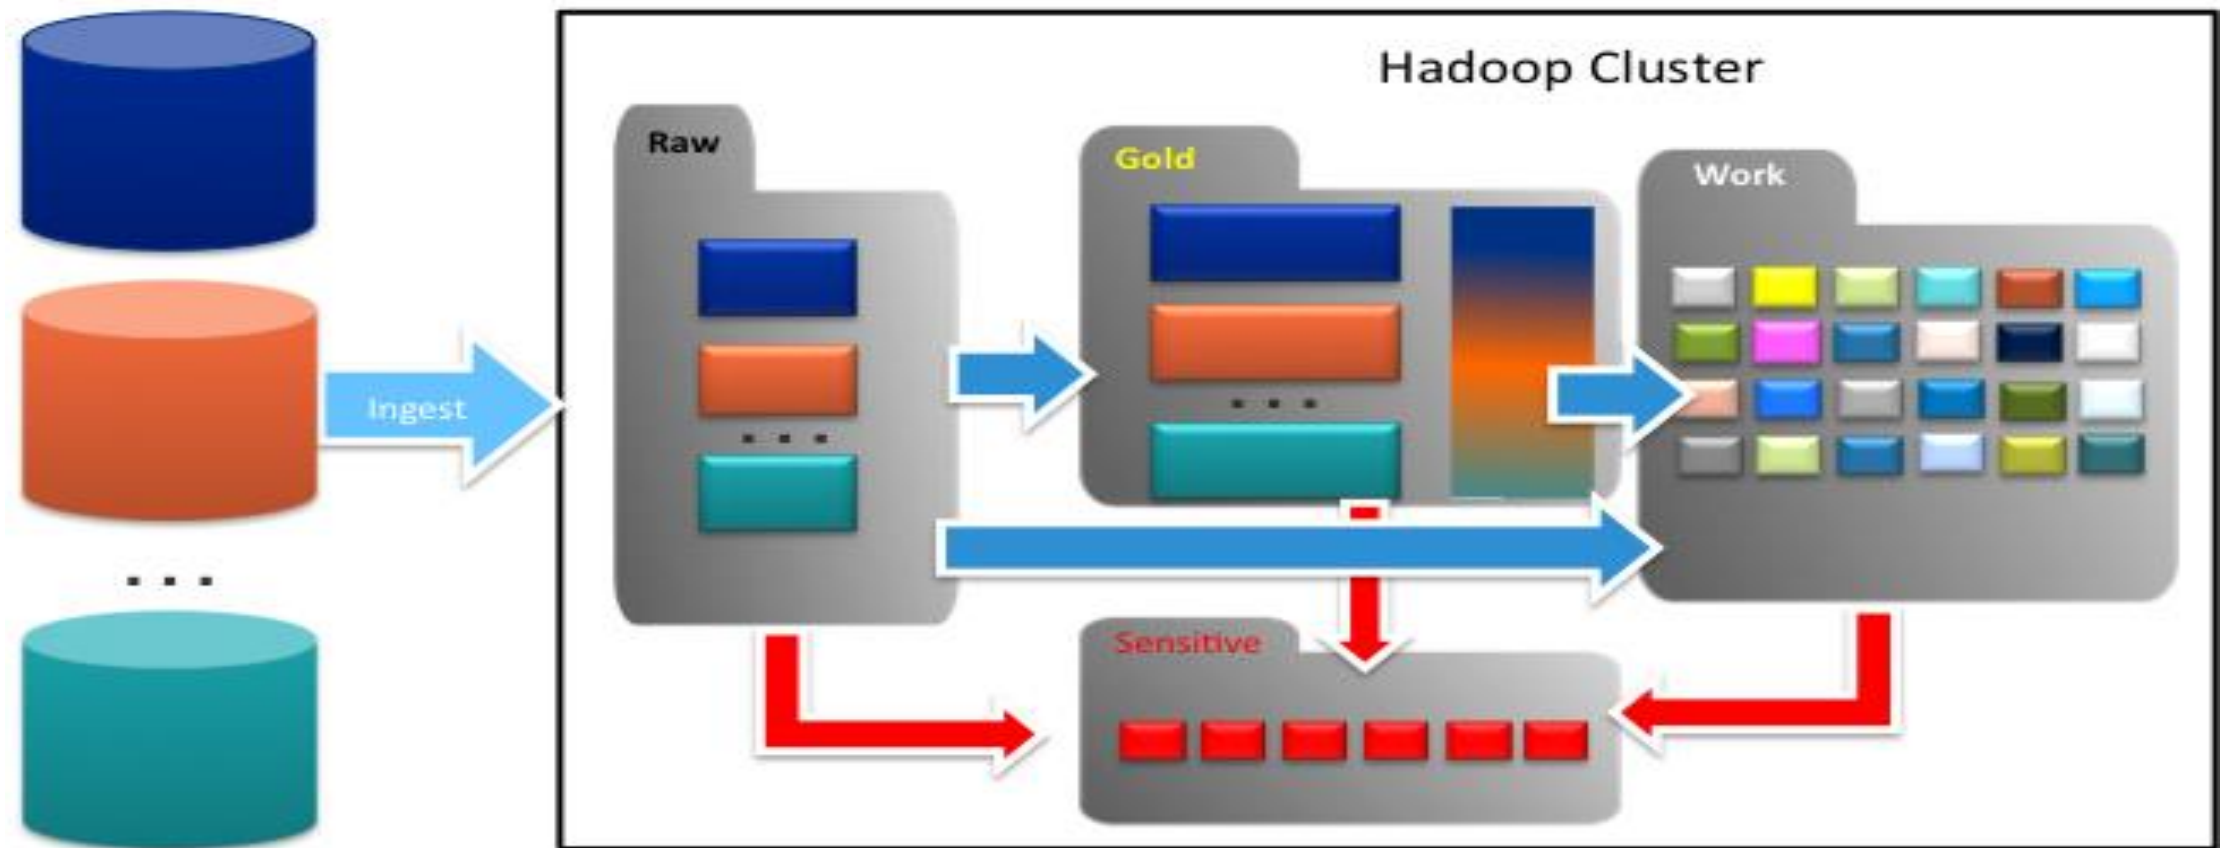 Hadoop Cluster
Raw
Gold
Work
Ingest
. . .
. . .
. . .
Sensitive